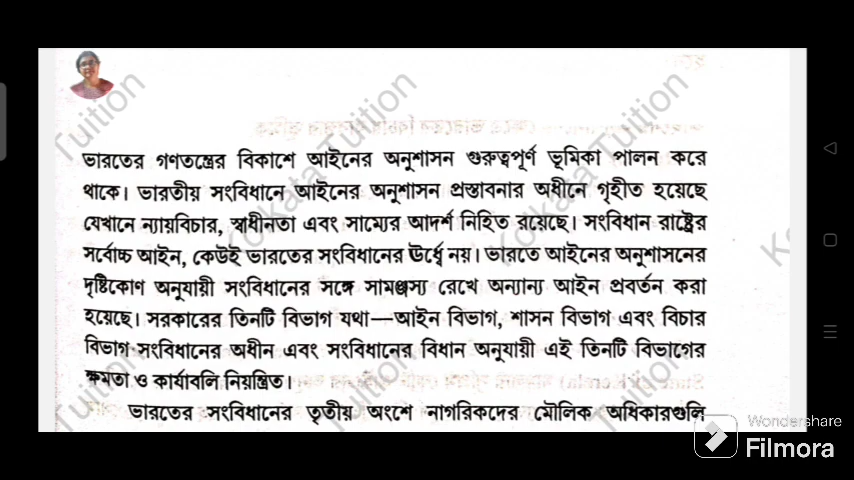 ভারতের গণতন্ত্রের বিকাশে আইনের অনুশাসন গুরুত্বপূর্ণ ভূমিকা পালন করে
থাকে। ভারতীয় সংবিধানে আইনের অনুশাসন প্রস্তাবনার অধীনে গৃহীত হয়েছে
যেখানে ন্যায়বিচার, স্বাধীনতা এবং সাম্যের আদর্শ নিহিত রয়েছে। সংবিধান রাষ্ট্রের
সর্বোচ্চ আইন, কেউই ভারতের সংবিধানের ঊর্ধ্বে নয়। ভারতে আইনের অনুশাসনের
দৃষ্টিকোণ অনুযায়ী সংবিধানের সঙ্গে সামঞ্জস্য রেখে অন্যান্য আইন প্রবর্তন করা
হয়েছে। সরকারের তিনটি বিভাগ যথা—আইন বিভাগ, শাসন বিভাগ এবং বিচার
বিভাগ সংবিধানের অধীন এবং সংবিধানের বিধান অনুযায়ী এই তিনটি বিভাগের
ক্ষমতা ও কার্যাবলি নিয়ন্ত্রিত।
ভারতের সংবিধানের তৃতীয় অংশে নাগরিকদের মৌলিক অধিকারগুলি
Kolkata Tuition
Wondershare
Filmora